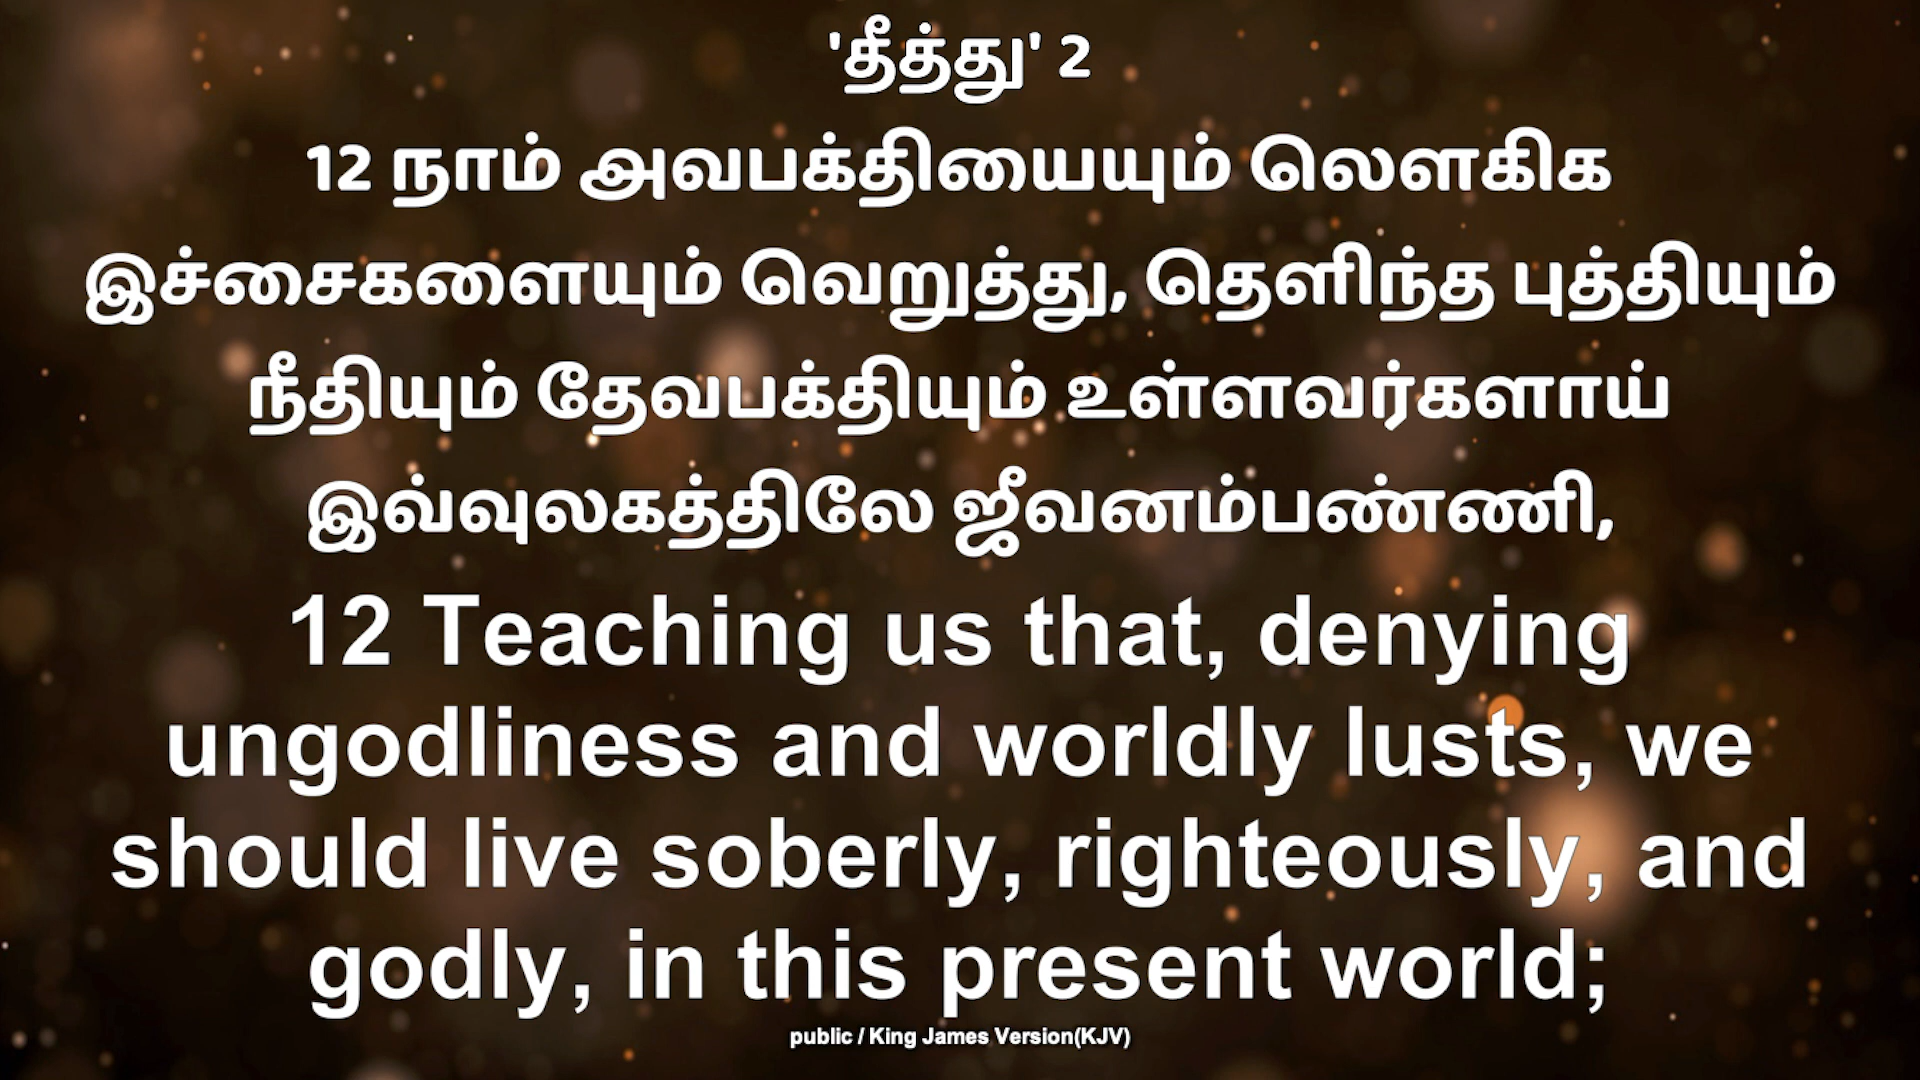 'தீத்து' 2
12 நாம் அவபக்தியையும் லௌகிக
இச்சைகளையும் வெறுத்து, தெளிந்த புத்தியும்
நீதியும் தேவபக்தியும் உள்ளவர்களாய்
இவ்வுலகத்திலே ஜீவனம்பண்ணி,
12 Teaching us that, denying
ungodliness and worldly lusts, we
should live soberly, righteously, and
godly, in this present world;
public / King James Version(KJV)